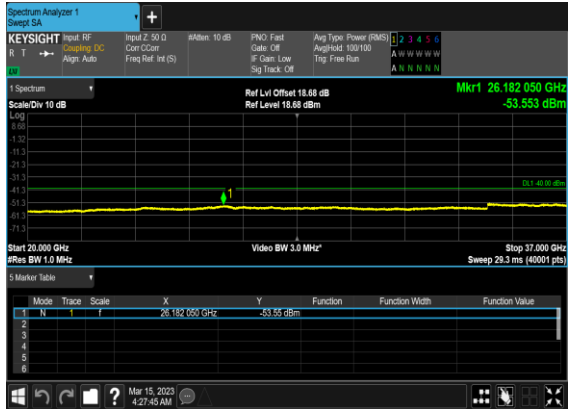 Spectrum Analyzer 1
Swept SA
+
KEYSIGHT Input: RF Input Z: 50 Ω #Atten: 10 dB PNO: Fast Avg Type: Power (RMS) 1 2 3 4 5 6
R T Coupling: DC Corr CCorr Gate: Off Avg|Hold: 100/100 A W W W W W
Align: Auto Freq Ref: Int (S) IF Gain: Low Trig: Free Run
LU Sig Track: Off A N N N N N
1 Spectrum Ref Lvl Offset 18.68 dB Mkr1 26.182 050 GHz
Scale/Div 10 dB Ref Level 18.68 dBm -53.553 dBm
Log
8.68
-1.32
-11.3
-21.3
-31.3
DL1 -40.00 dBm
-41.3
1
-51.3
-61.3
-71.3
Start 20.000 GHz Video BW 3.0 MHz* Stop 37.000 GHz
#Res BW 1.0 MHz Sweep 29.3 ms (40001 pts)
5 Marker Table
Mode Trace Scale X Y Function Function Width Function Value
1 N 1 f 26.182 050 GHz -53.55 dBm
2
3
4
5
6
? Mar 15, 2023
4:27:45 AM